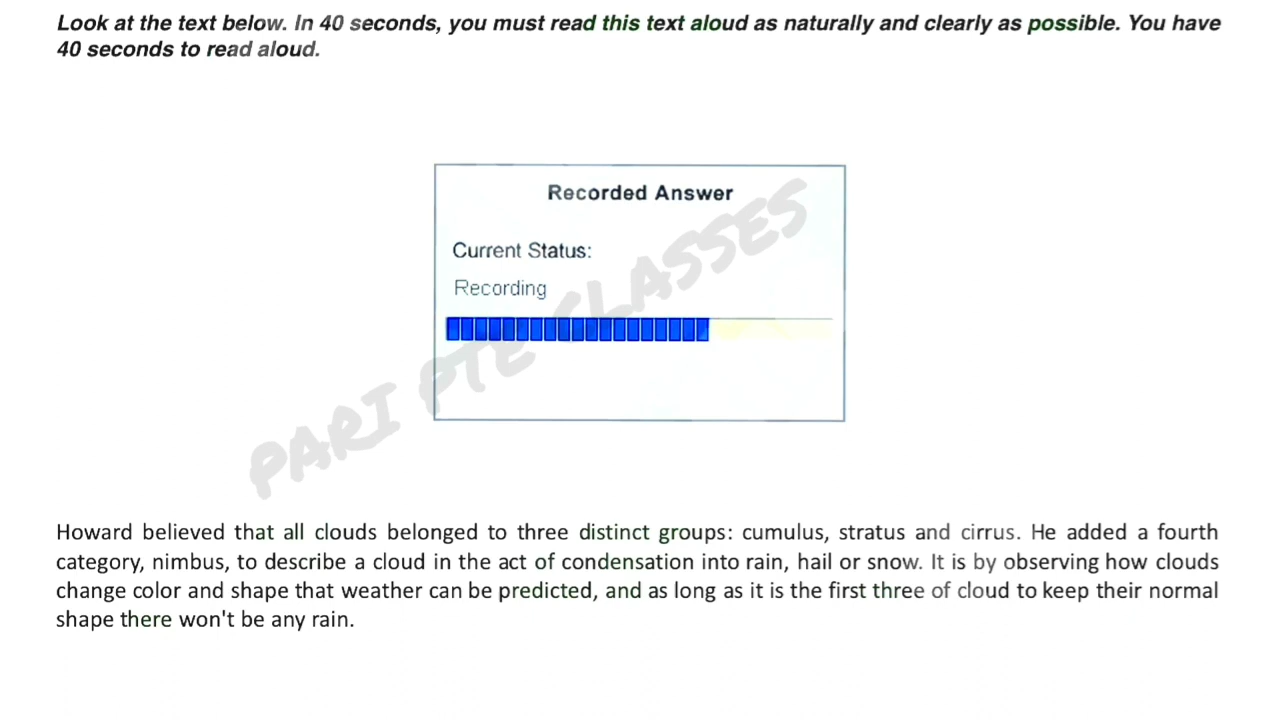 Look at the text below. In 40 seconds, you must read this text aloud as naturally and clearly as possible. You have
40 seconds to read aloud.
Recorded Answer
Current Status:
Recording
PARI PTE CLASSES
Howard believed that all clouds belonged to three distinct groups: cumulus, stratus and cirrus. He added a fourth
category, nimbus, to describe a cloud in the act of condensation into rain, hail or snow. It is by observing how clouds
change color and shape that weather can be predicted, and as long as it is the first three of cloud to keep their normal
shape there won't be any rain.